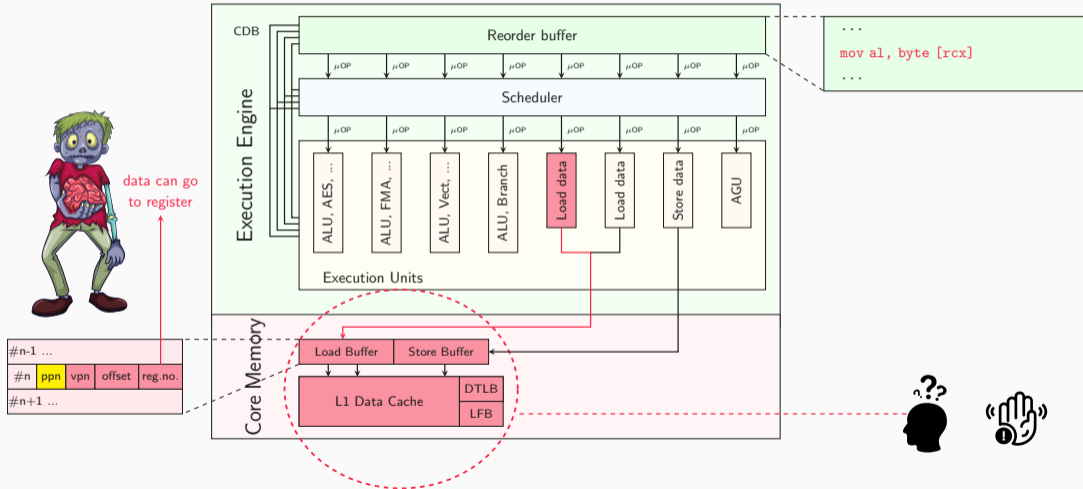 CDB
Reorder buffer
...
mov al, byte [rcx]
...
μOP μOP μOP μOP μOP μOP μOP μOP
Scheduler
μOP μOP μOP μOP μOP μOP μOP μOP
Execution Engine
ALU, AES, ...
ALU, FMA, ...
ALU, Vect, ...
ALU, Branch
Load data
Load data
Store data
AGU
Execution Units
data can go
to register
Core Memory
Load Buffer Store Buffer
L1 Data Cache
DTLB
LFB
#n-1 ...
#n ppn vpn offset reg.no.
#n+1 ...
???
!